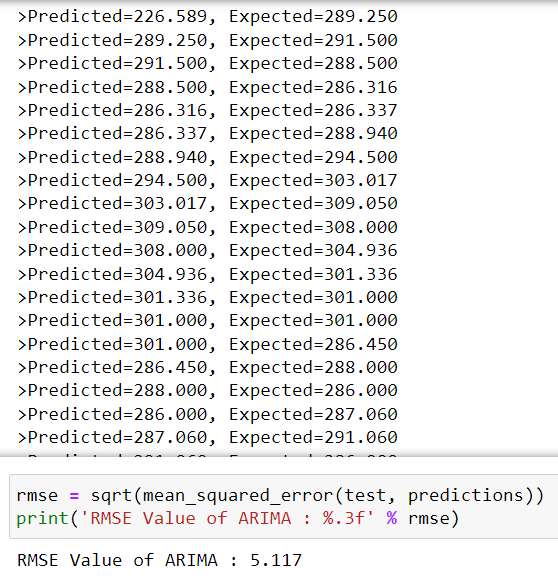 >Predicted=226.589, Expected=289.250
>Predicted=289.250, Expected=291.500
>Predicted=291.500, Expected=288.500
>Predicted=288.500, Expected=286.316
>Predicted=286.316, Expected=286.337
>Predicted=286.337, Expected=288.940
>Predicted=288.940, Expected=294.500
>Predicted=294.500, Expected=303.017
>Predicted=303.017, Expected=309.050
>Predicted=309.050, Expected=308.000
>Predicted=308.000, Expected=304.936
>Predicted=304.936, Expected=301.336
>Predicted=301.336, Expected=301.000
>Predicted=301.000, Expected=301.000
>Predicted=301.000, Expected=286.450
>Predicted=286.450, Expected=288.000
>Predicted=288.000, Expected=286.000
>Predicted=286.000, Expected=287.060
>Predicted=287.060, Expected=291.060
rmse = sqrt(mean_squared_error(test, predictions))
print('RMSE Value of ARIMA : %.3f' % rmse)
RMSE Value of ARIMA : 5.117